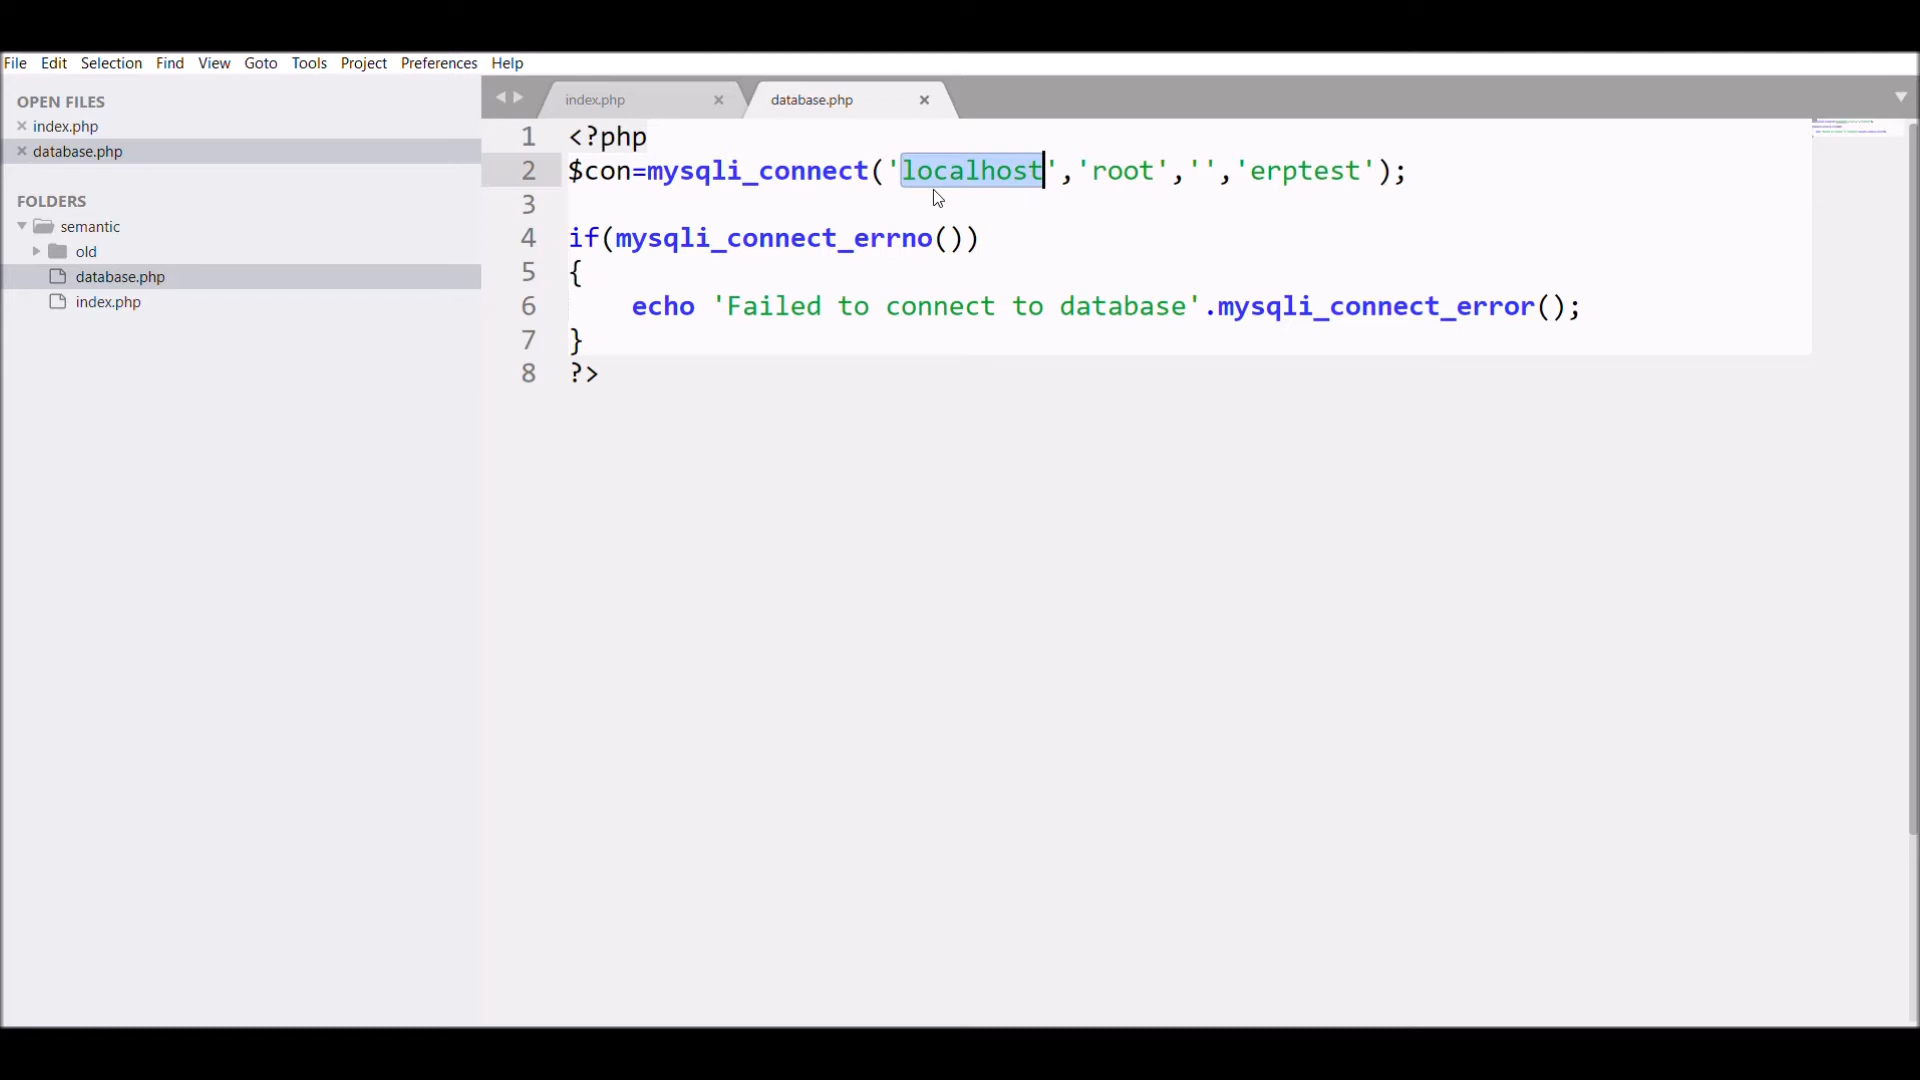 File Edit Selection Find View Goto Tools Project Preferences Help
OPEN FILES
index.php
database.php
FOLDERS
semantic
old
database.php
index.php
index.php database.php
1 <?php
2 $con=mysqli_connect('localhost','root','','erptest');
3
4 if(mysqli_connect_errno())
5 {
6 echo 'Failed to connect to database'.mysqli_connect_error();
7 }
8 ?>